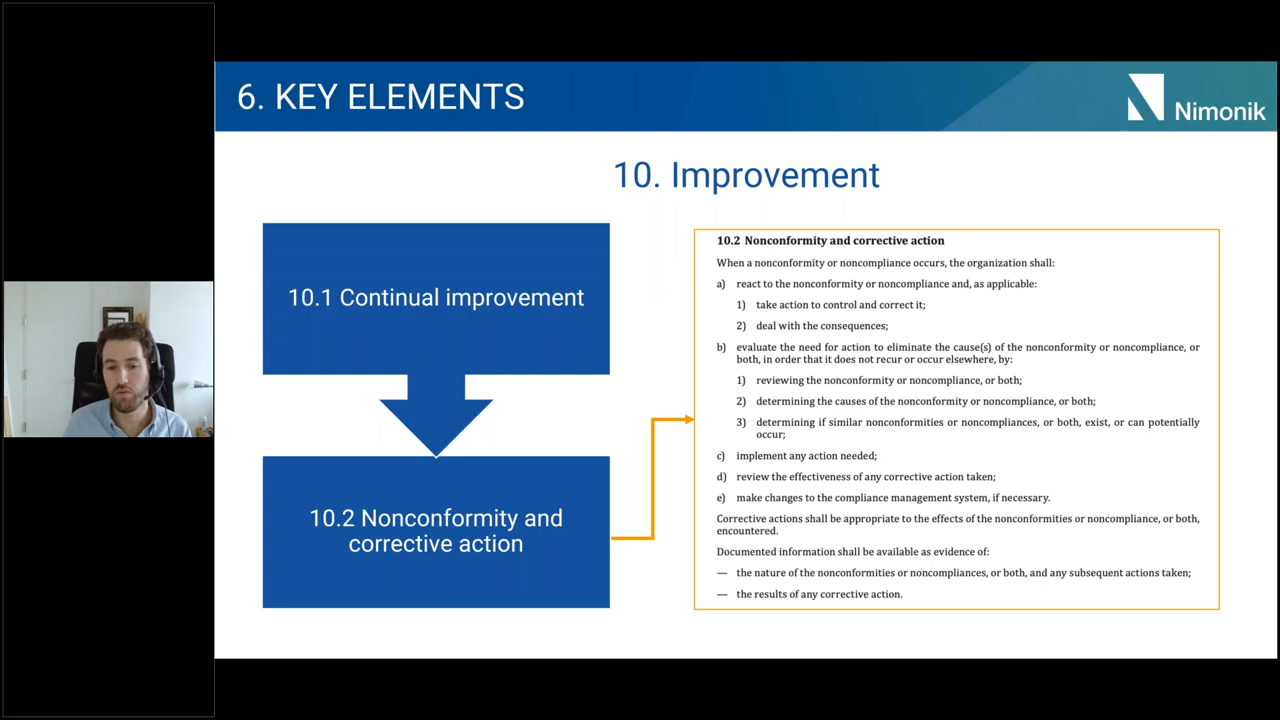 6. KEY ELEMENTS
Nimonik
10. Improvement
10.1 Continual improvement
10.2 Nonconformity and
corrective action
10.2 Nonconformity and corrective action
When a nonconformity or noncompliance occurs, the organization shall:
a) react to the nonconformity or noncompliance and, as applicable:
1) take action to control and correct it;
2) deal with the consequences;
b) evaluate the need for action to eliminate the cause(s) of the nonconformity or noncompliance, or
both, in order that it does not recur or occur elsewhere, by:
1) reviewing the nonconformity or noncompliance, or both;
2) determining the causes of the nonconformity or noncompliance, or both;
3) determining if similar nonconformities or noncompliances, or both, exist, or can potentially
occur;
c) implement any action needed;
d) review the effectiveness of any corrective action taken;
e) make changes to the compliance management system, if necessary.
Corrective actions shall be appropriate to the effects of the nonconformities or noncompliance, or both,
encountered.
Documented information shall be available as evidence of:
— the nature of the nonconformities or noncompliances, or both, and any subsequent actions taken;
— the results of any corrective action.